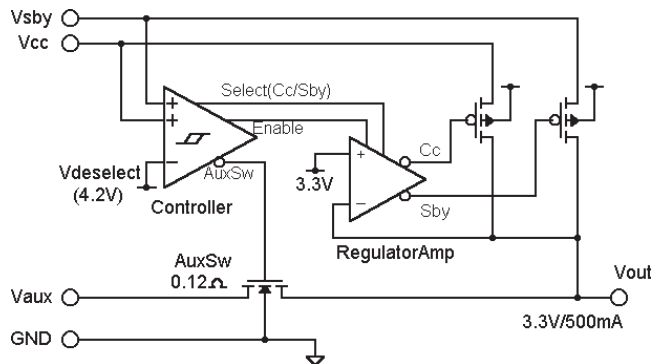 Vsby
Vcc
Select(Cc/Sby)
Enable
+
+
−
Vdeselect
(4.2V)
AuxSw
Controller
3.3V
+
−
Cc
Sby
RegulatorAmp
AuxSw
0.12Ω
Vaux
Vout
3.3V/500mA
GND